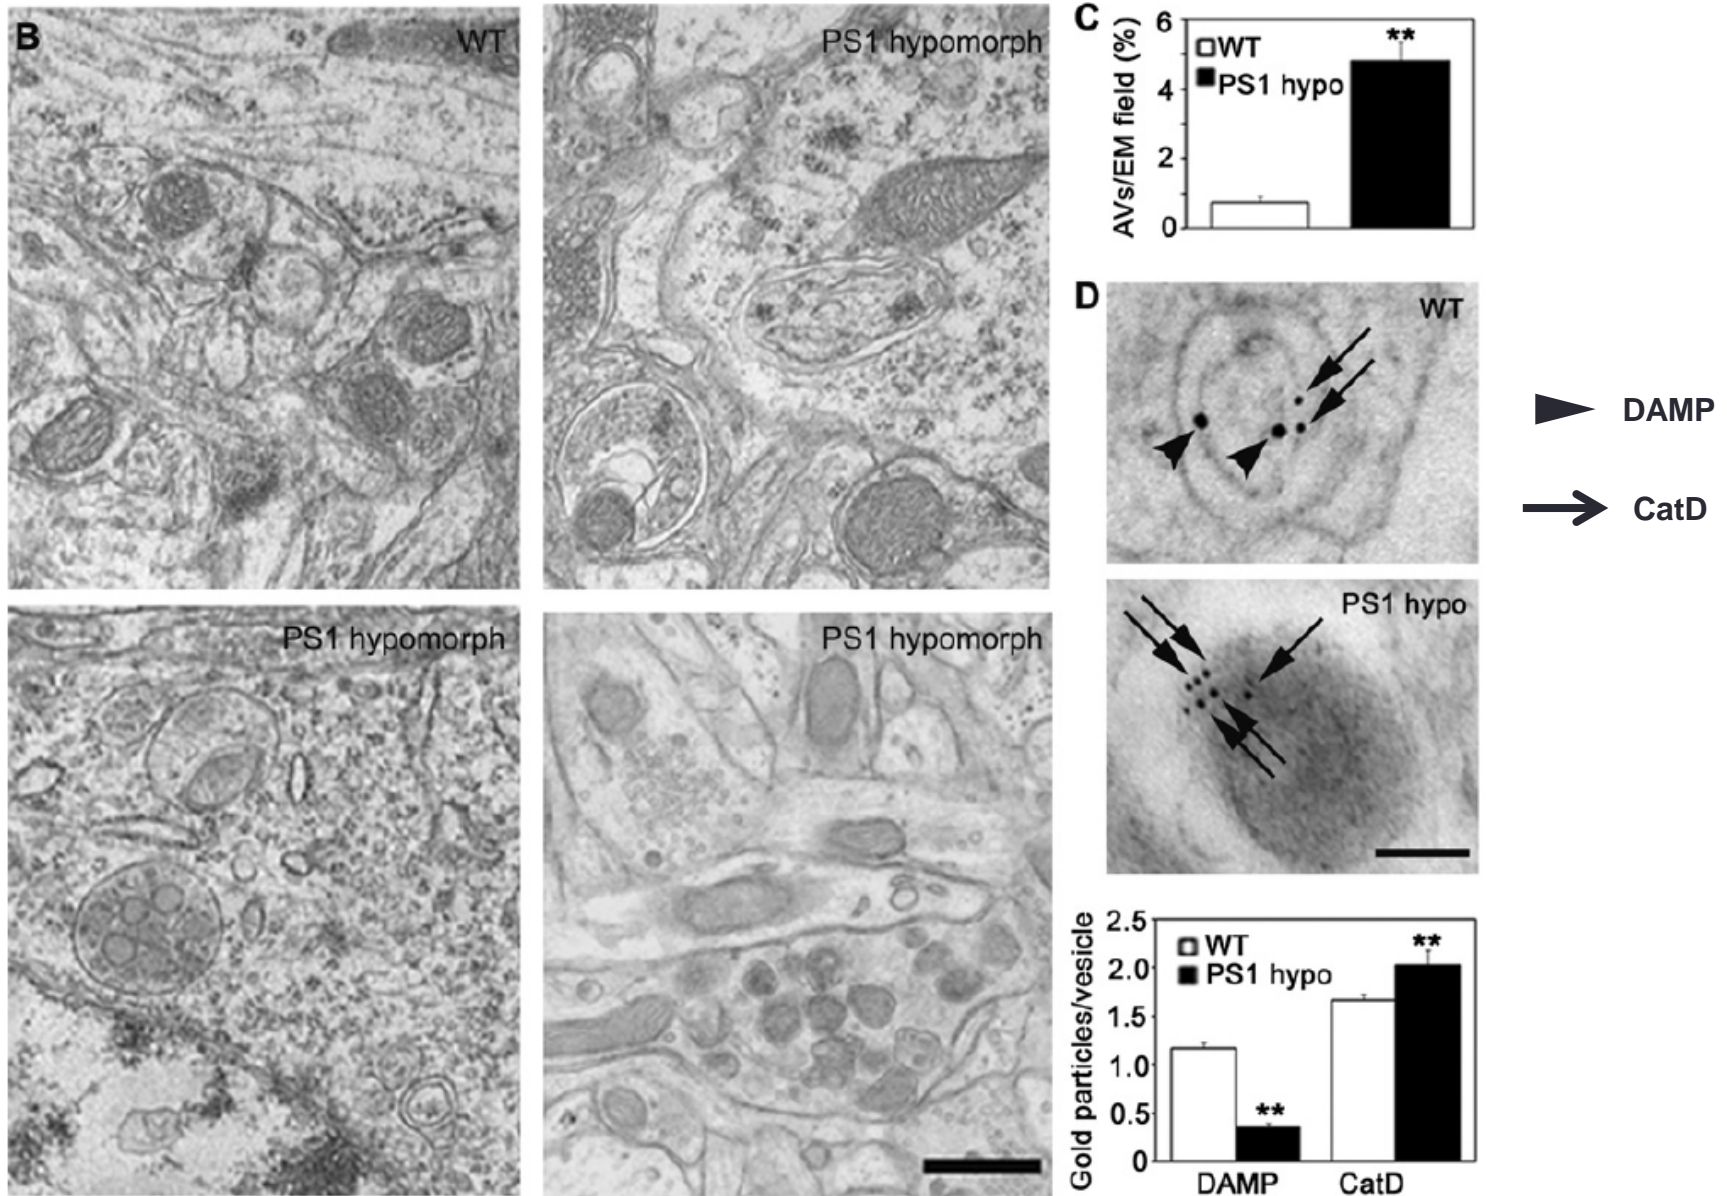 B
WT
PS1 hypomorph
PS1 hypomorph
PS1 hypomorph
C
AVs/EM field (%)
6
4
2
0
WT
PS1 hypo
**
D
WT
PS1 hypo
DAMP
CatD
Gold particles/vesicle
2.5
2.0
1.5
1.0
0.5
0
WT
PS1 hypo
**
**
DAMP
CatD